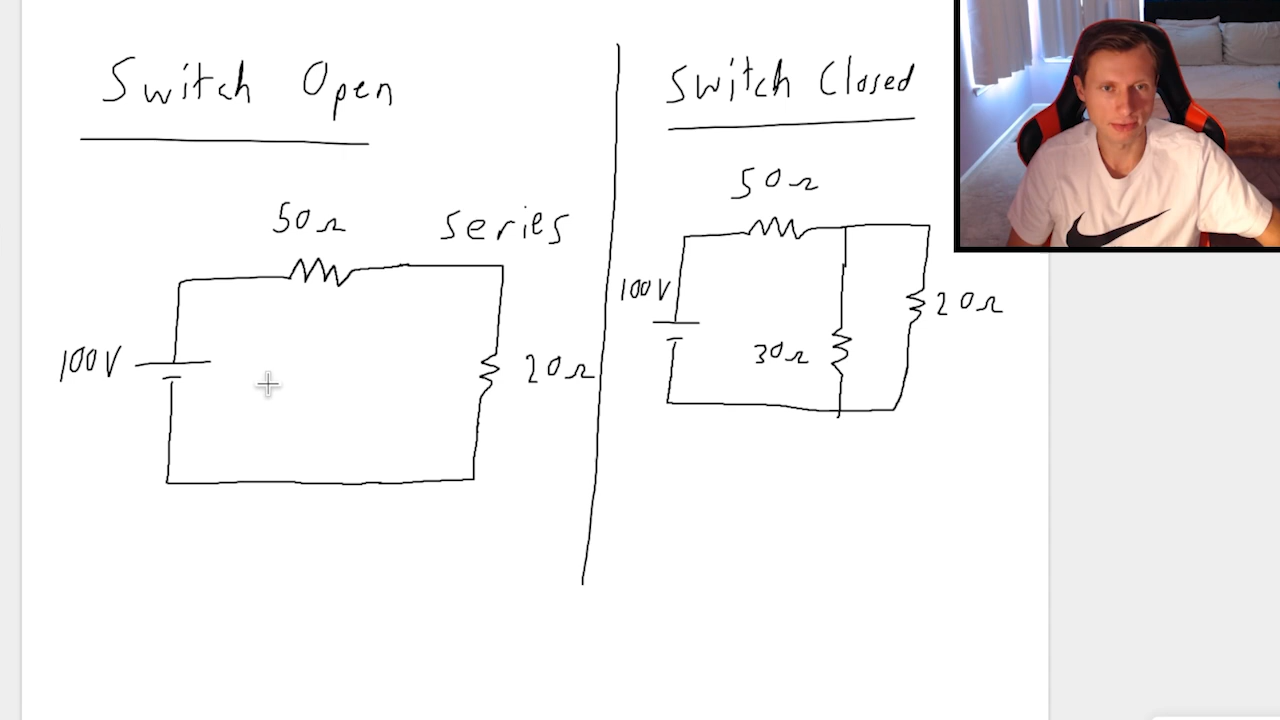 Switch Open
50Ω
series
100V
20Ω
Switch Closed
50Ω
100V
30Ω
20Ω